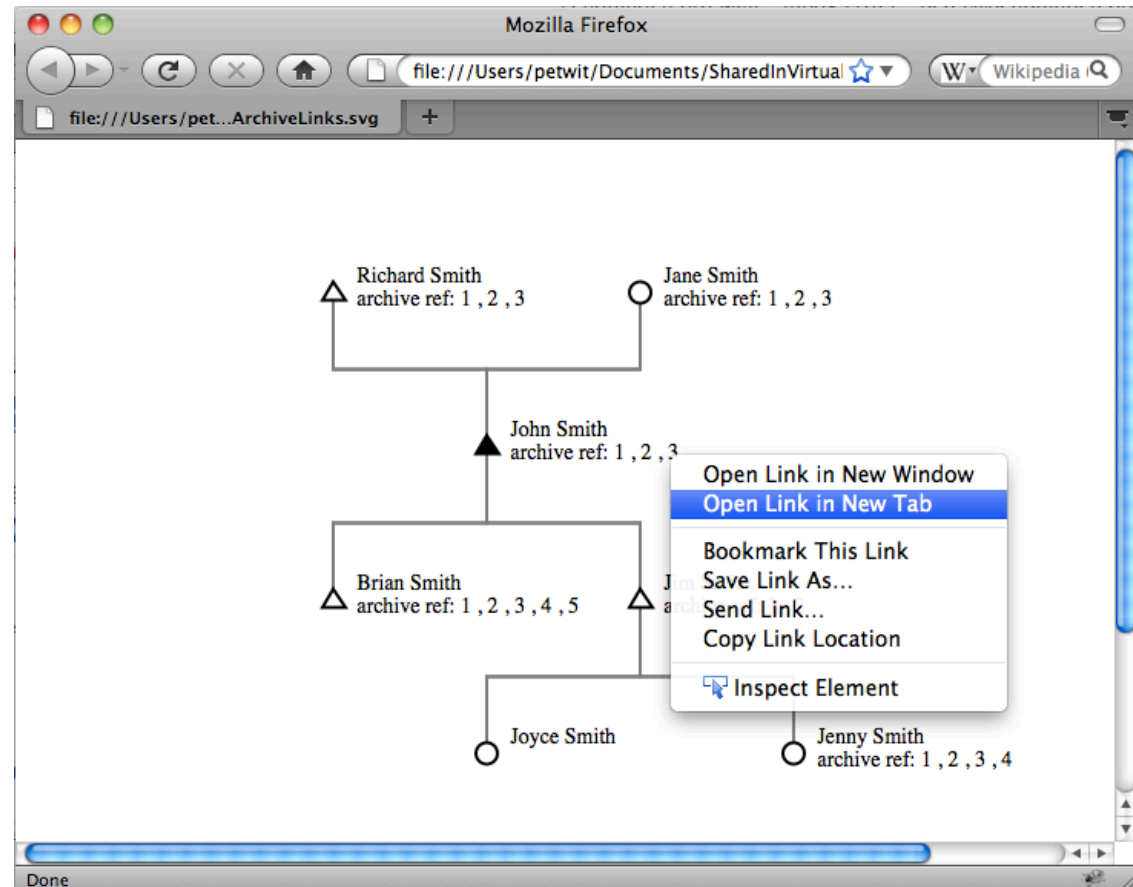 Mozilla Firefox
file:///Users/petwit/Documents/SharedInVirtual
W
Wikipedia (
file:///Users/pet...ArchiveLinks.svg
+
Richard Smith
archive ref: 1 , 2 , 3
Jane Smith
archive ref: 1 , 2 , 3
John Smith
archive ref: 1 , 2 , 3
Open Link in New Window
Open Link in New Tab
Bookmark This Link
Save Link As...
Send Link...
Copy Link Location
Inspect Element
Brian Smith
archive ref: 1 , 2 , 3 , 4 , 5
Joyce Smith
Jenny Smith
archive ref: 1 , 2 , 3 , 4
Done